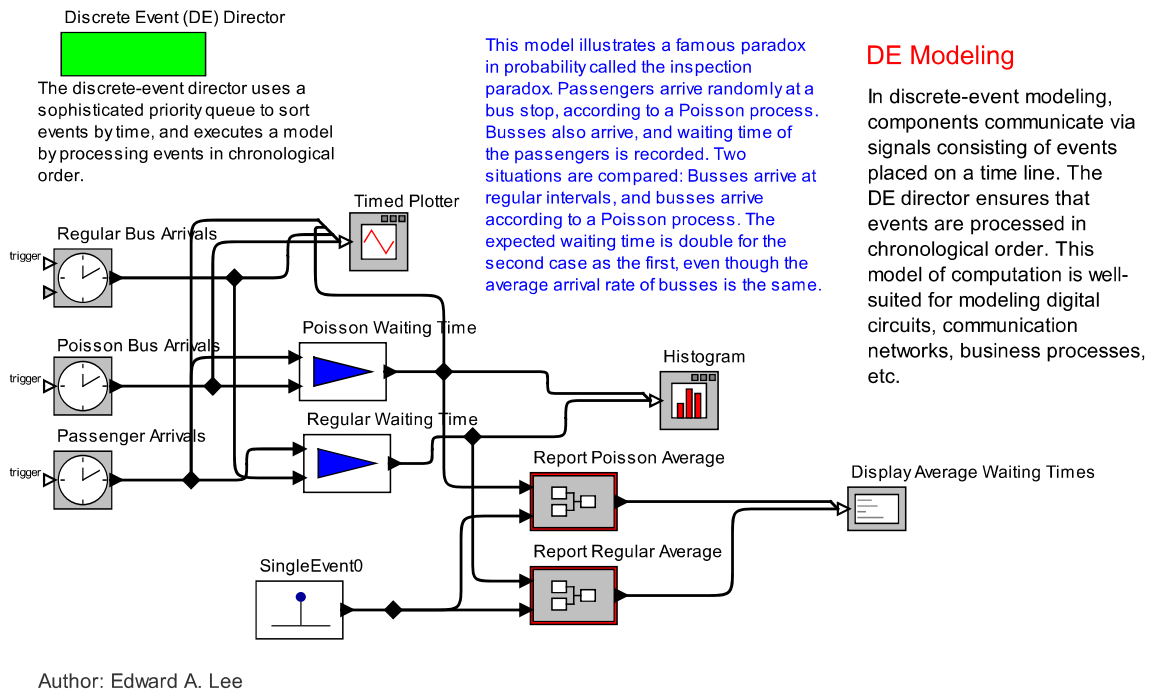 Discrete Event (DE) Director
The discrete-event director uses a
sophisticated priority queue to sort
events by time, and executes a model
by processing events in chronological
order.
This model illustrates a famous paradox
in probability called the inspection
paradox. Passengers arrive randomly at a
bus stop, according to a Poisson process.
Busses also arrive, and waiting time of
the passengers is recorded. Two
situations are compared: Busses arrive at
regular intervals, and busses arrive
according to a Poisson process. The
expected waiting time is double for the
second case as the first, even though the
average arrival rate of busses is the same.
DE Modeling
In discrete-event modeling,
components communicate via
signals consisting of events
placed on a time line. The
DE director ensures that
events are processed in
chronological order. This
model of computation is well-
suited for modeling digital
circuits, communication
networks, business processes,
etc.
Timed Plotter
Regular Bus Arrivals
trigger
Poisson Waiting Time
Poisson Bus Arrivals
trigger
Histogram
Regular Waiting Time
Passenger Arrivals
trigger
Report Poisson Average
Display Average Waiting Times
Report Regular Average
SingleEvent0
Author: Edward A. Lee